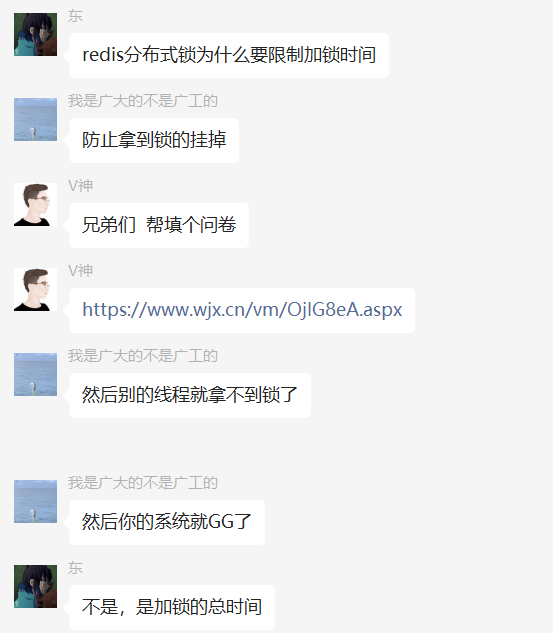 东
redis分布式锁为什么要限制加锁时间
我是广大的不是广工的
防止拿到锁的挂掉
V神
兄弟们 帮填个问卷
V神
https://www.wjx.cn/vm/OjlG8eA.aspx
我是广大的不是广工的
然后别的线程就拿不到锁了
我是广大的不是广工的
然后你的系统就GG了
东
不是，是加锁的总时间